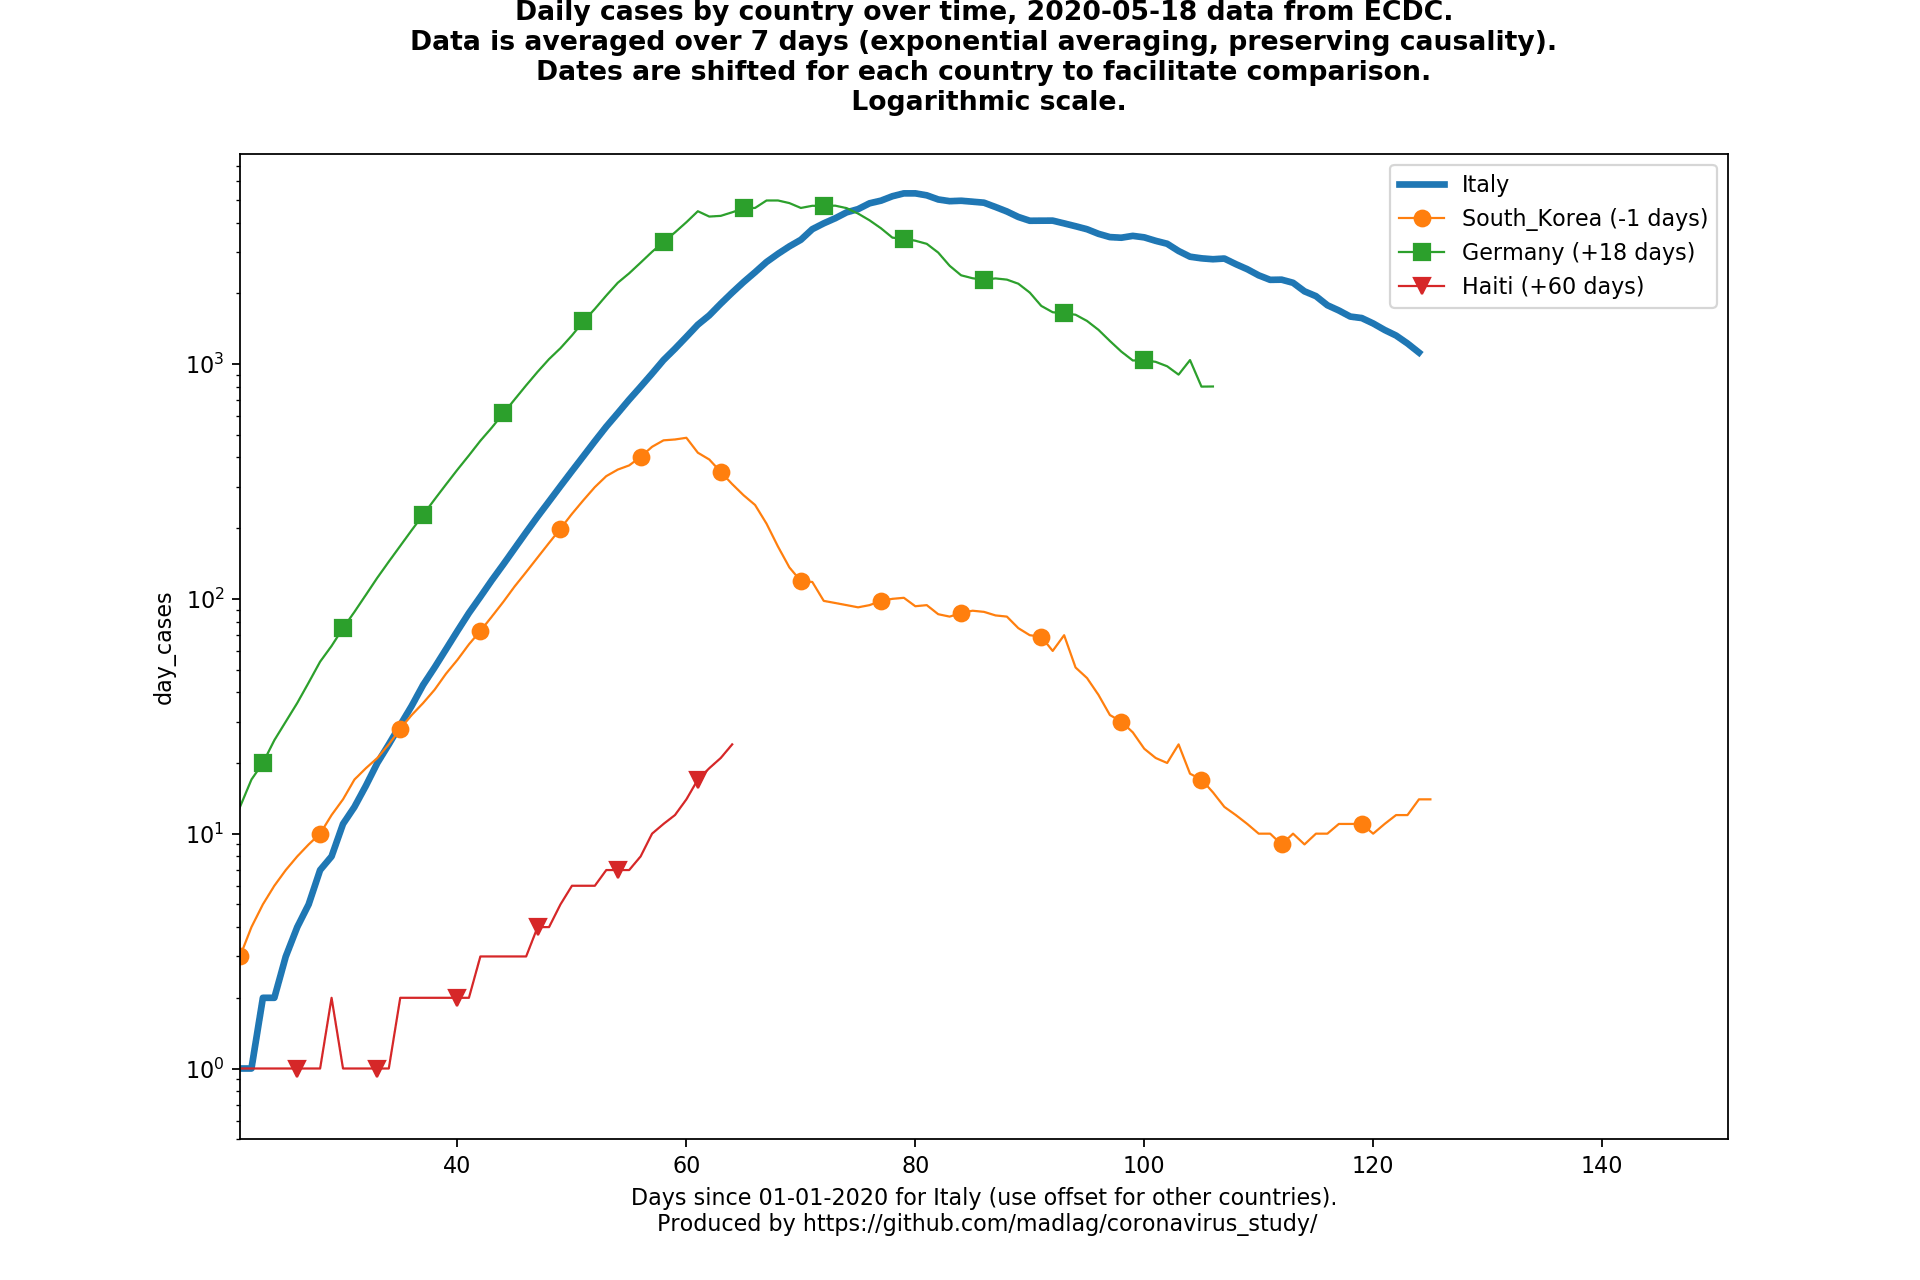 Daily cases by country over time, 2020-05-18 data from ECDC.
Data is averaged over 7 days (exponential averaging, preserving causality).
Dates are shifted for each country to facilitate comparison.
Logarithmic scale.
Italy
South_Korea (-1 days)
Germany (+18 days)
Haiti (+60 days)
day_cases
10³
10²
10¹
10⁰
40 60 80 100 120 140
Days since 01-01-2020 for Italy (use offset for other countries).
Produced by https://github.com/madlag/coronavirus_study/